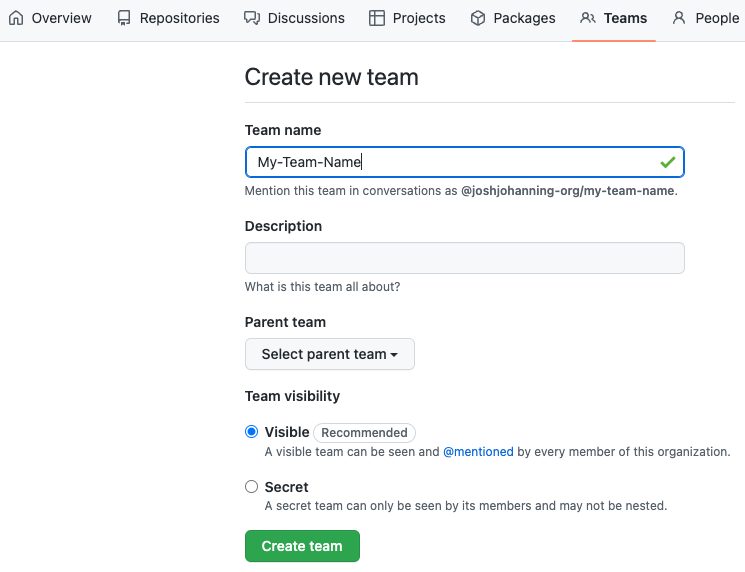 Overview Repositories Discussions Projects Packages Teams People
Create new team
Team name
My-Team-Name
Mention this team in conversations as @joshjohanning-org/my-team-name.
Description
What is this team all about?
Parent team
Select parent team
Team visibility
Visible Recommended
A visible team can be seen and @mentioned by every member of this organization.
Secret
A secret team can only be seen by its members and may not be nested.
Create team